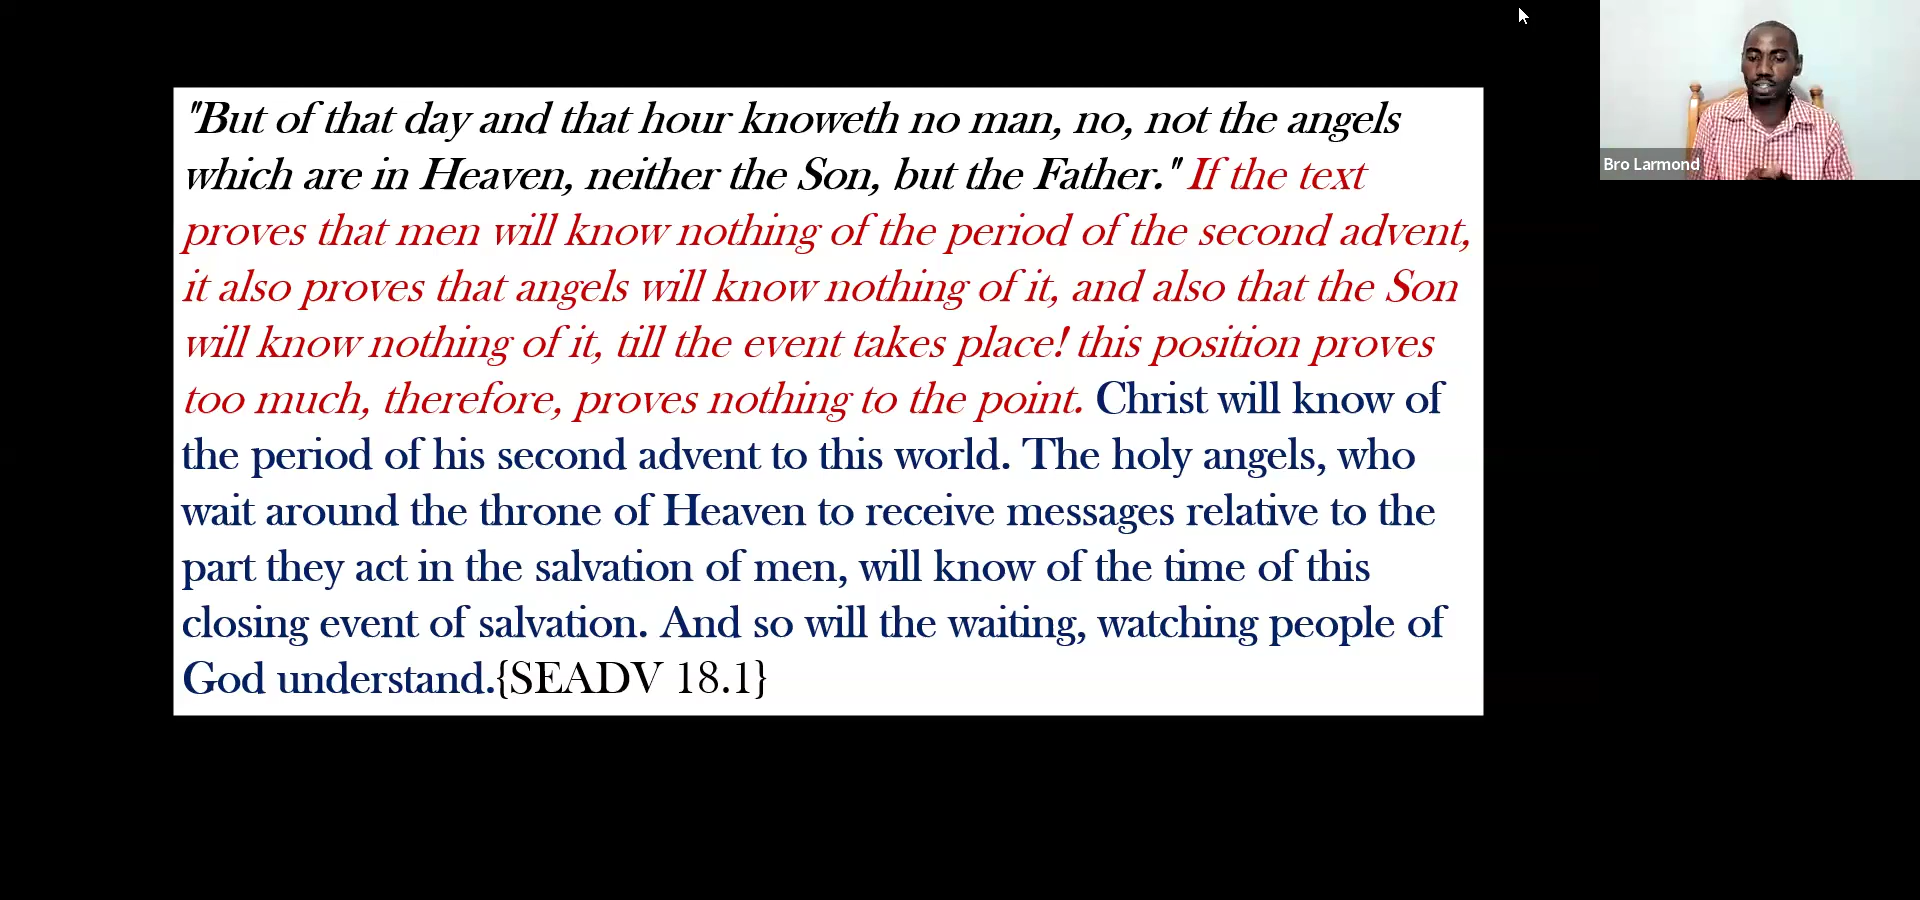 "But of that day and that hour knoweth no man, no, not the angels
which are in Heaven, neither the Son, but the Father." If the text
proves that men will know nothing of the period of the second advent,
it also proves that angels will know nothing of it, and also that the Son
will know nothing of it, till the event takes place! this position proves
too much, therefore, proves nothing to the point. Christ will know of
the period of his second advent to this world. The holy angels, who
wait around the throne of Heaven to receive messages relative to the
part they act in the salvation of men, will know of the time of this
closing event of salvation. And so will the waiting, watching people of
God understand.{SEADV 18.1}
Bro Larmond